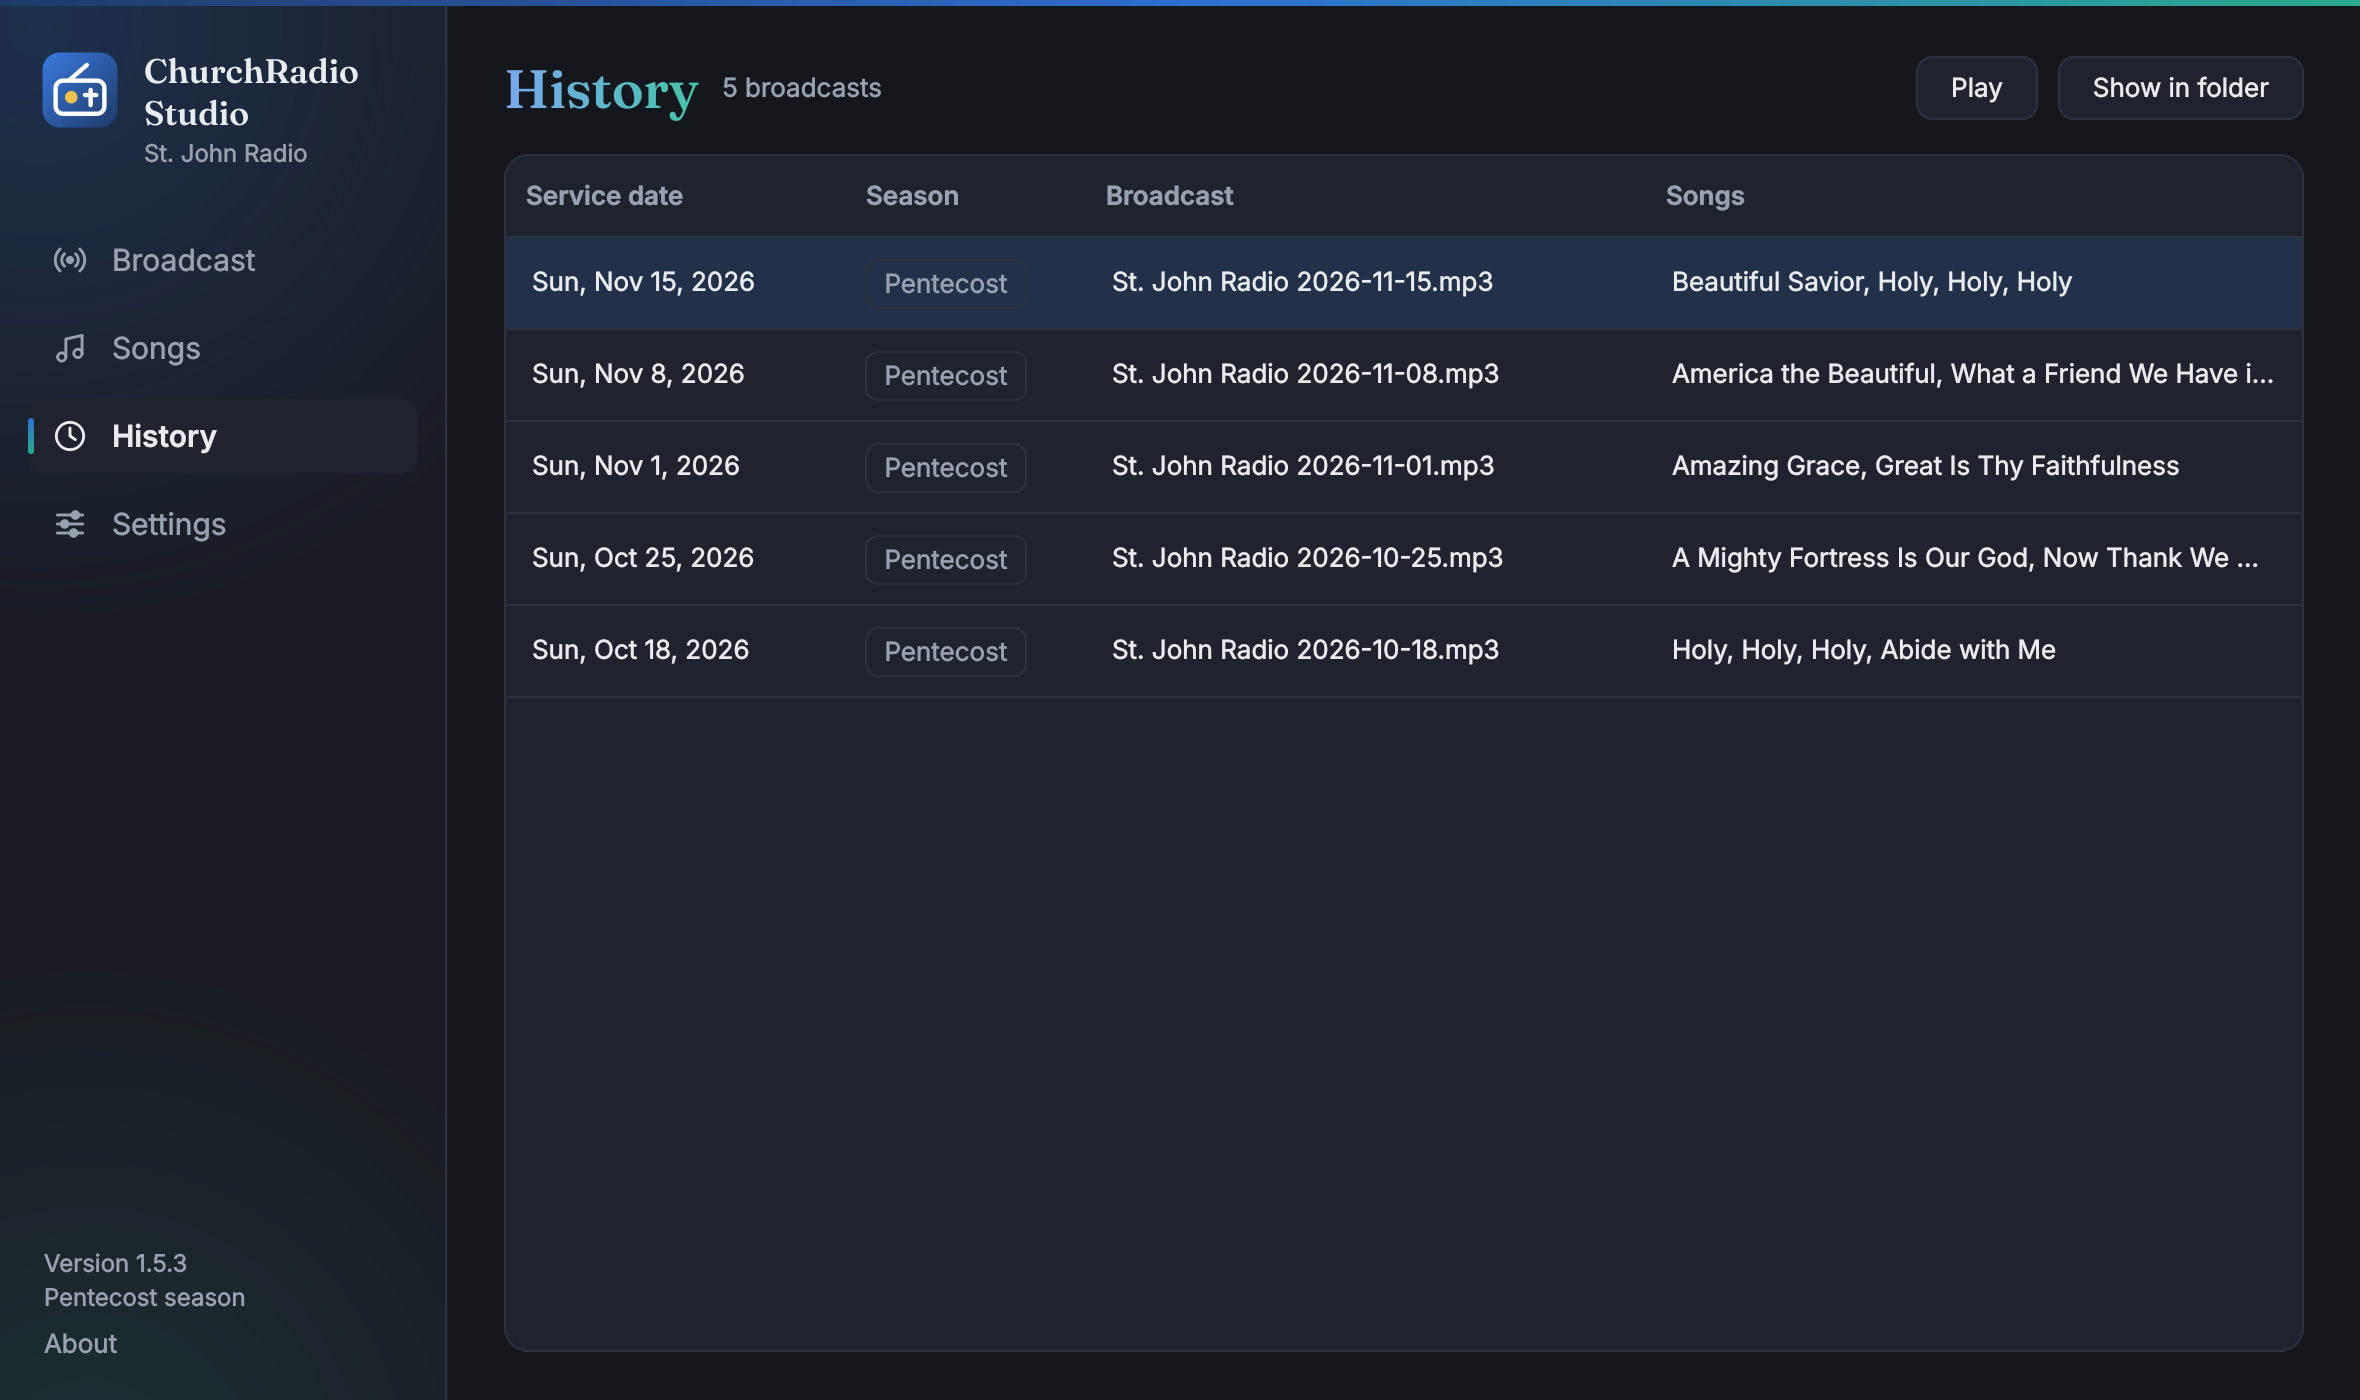 ChurchRadio
Studio
St. John Radio
Broadcast
Songs
History
Settings
Version 1.5.3
Pentecost season
About
History 5 broadcasts
Play Show in folder
Service date Season Broadcast Songs
Sun, Nov 15, 2026 Pentecost St. John Radio 2026-11-15.mp3 Beautiful Savior, Holy, Holy, Holy
Sun, Nov 8, 2026 Pentecost St. John Radio 2026-11-08.mp3 America the Beautiful, What a Friend We Have i...
Sun, Nov 1, 2026 Pentecost St. John Radio 2026-11-01.mp3 Amazing Grace, Great Is Thy Faithfulness
Sun, Oct 25, 2026 Pentecost St. John Radio 2026-10-25.mp3 A Mighty Fortress Is Our God, Now Thank We ...
Sun, Oct 18, 2026 Pentecost St. John Radio 2026-10-18.mp3 Holy, Holy, Holy, Abide with Me